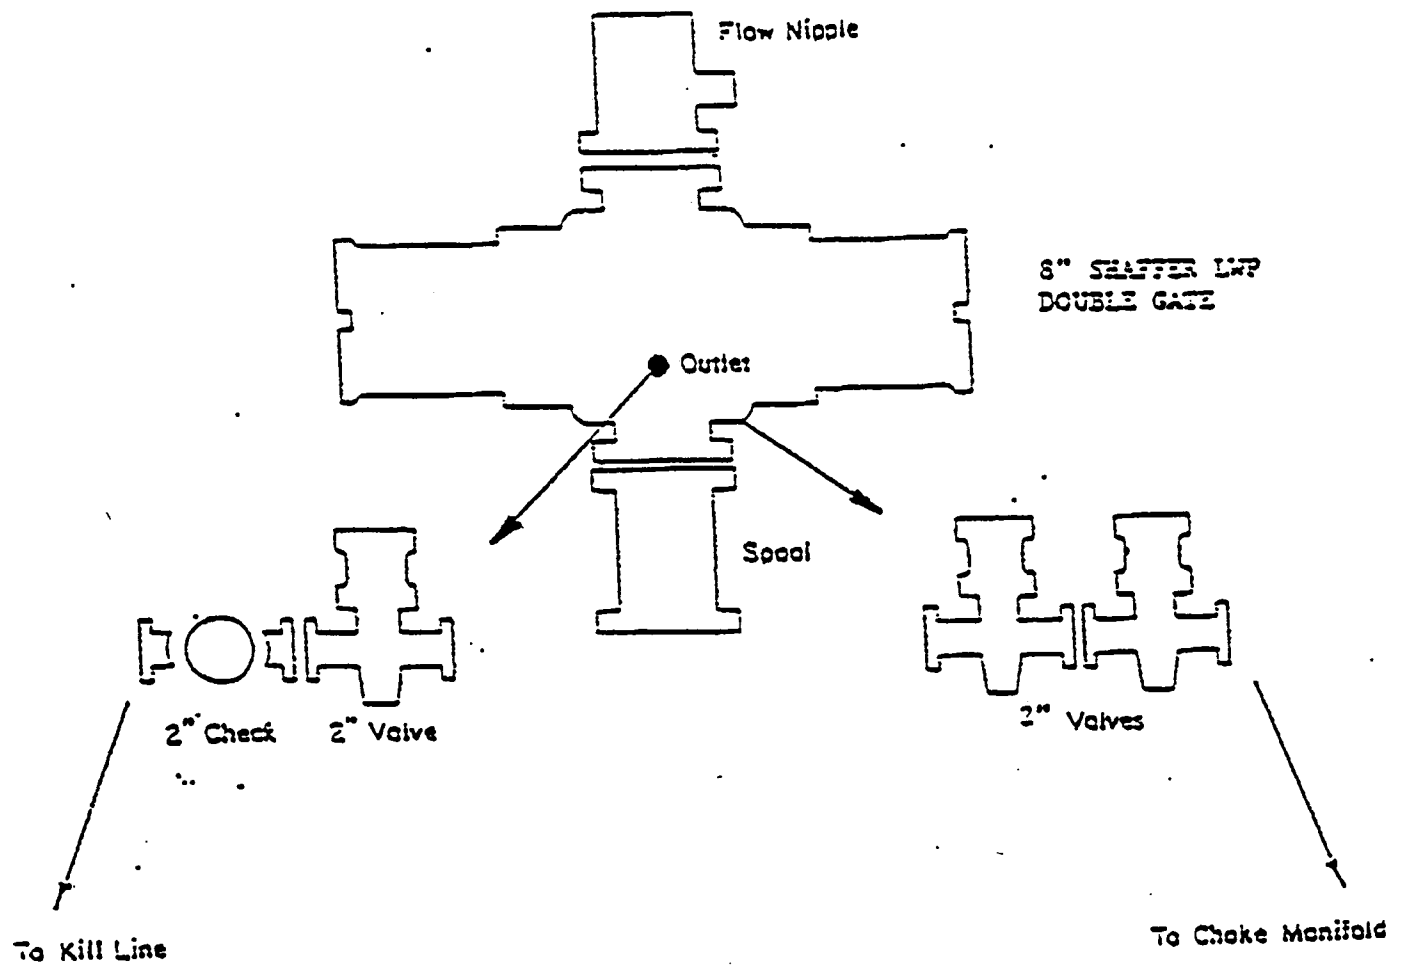 Flow Nipple
8" SHAFFER LWP
DOUBLE GATE
Outlet
Spool
2" Check
2" Valve
2" Valves
To Kill Line
To Choke Manifold